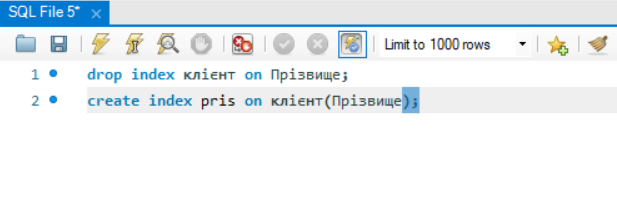 SQL File 5*
Limit to 1000 rows
1 drop index клієнт on Прізвище;
2 create index pris on клієнт(Прізвище);